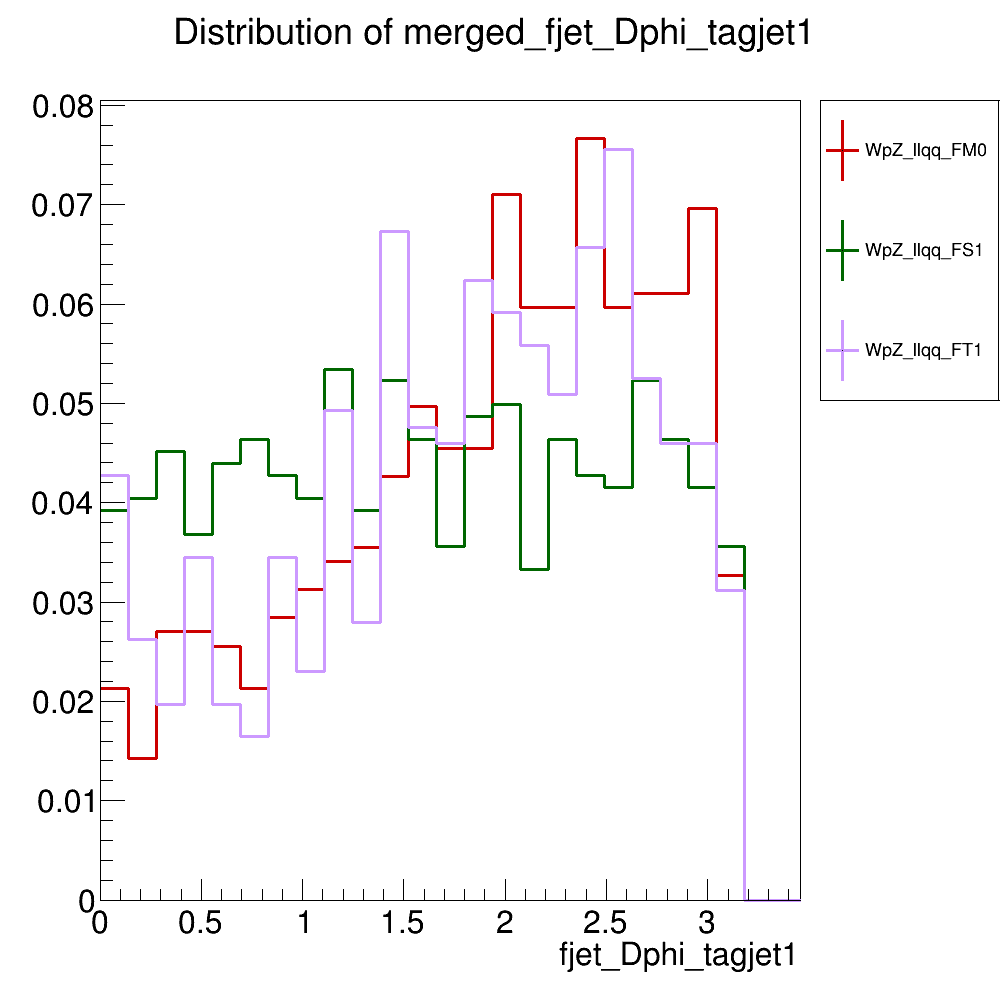 Distribution of merged_fjet_Dphi_tagjet1
0.08
0.07
0.06
0.05
0.04
0.03
0.02
0.01
0
0 0.5 1 1.5 2 2.5 3
fjet_Dphi_tagjet1
WpZ_llqq_FM0
WpZ_llqq_FS1
WpZ_llqq_FT1